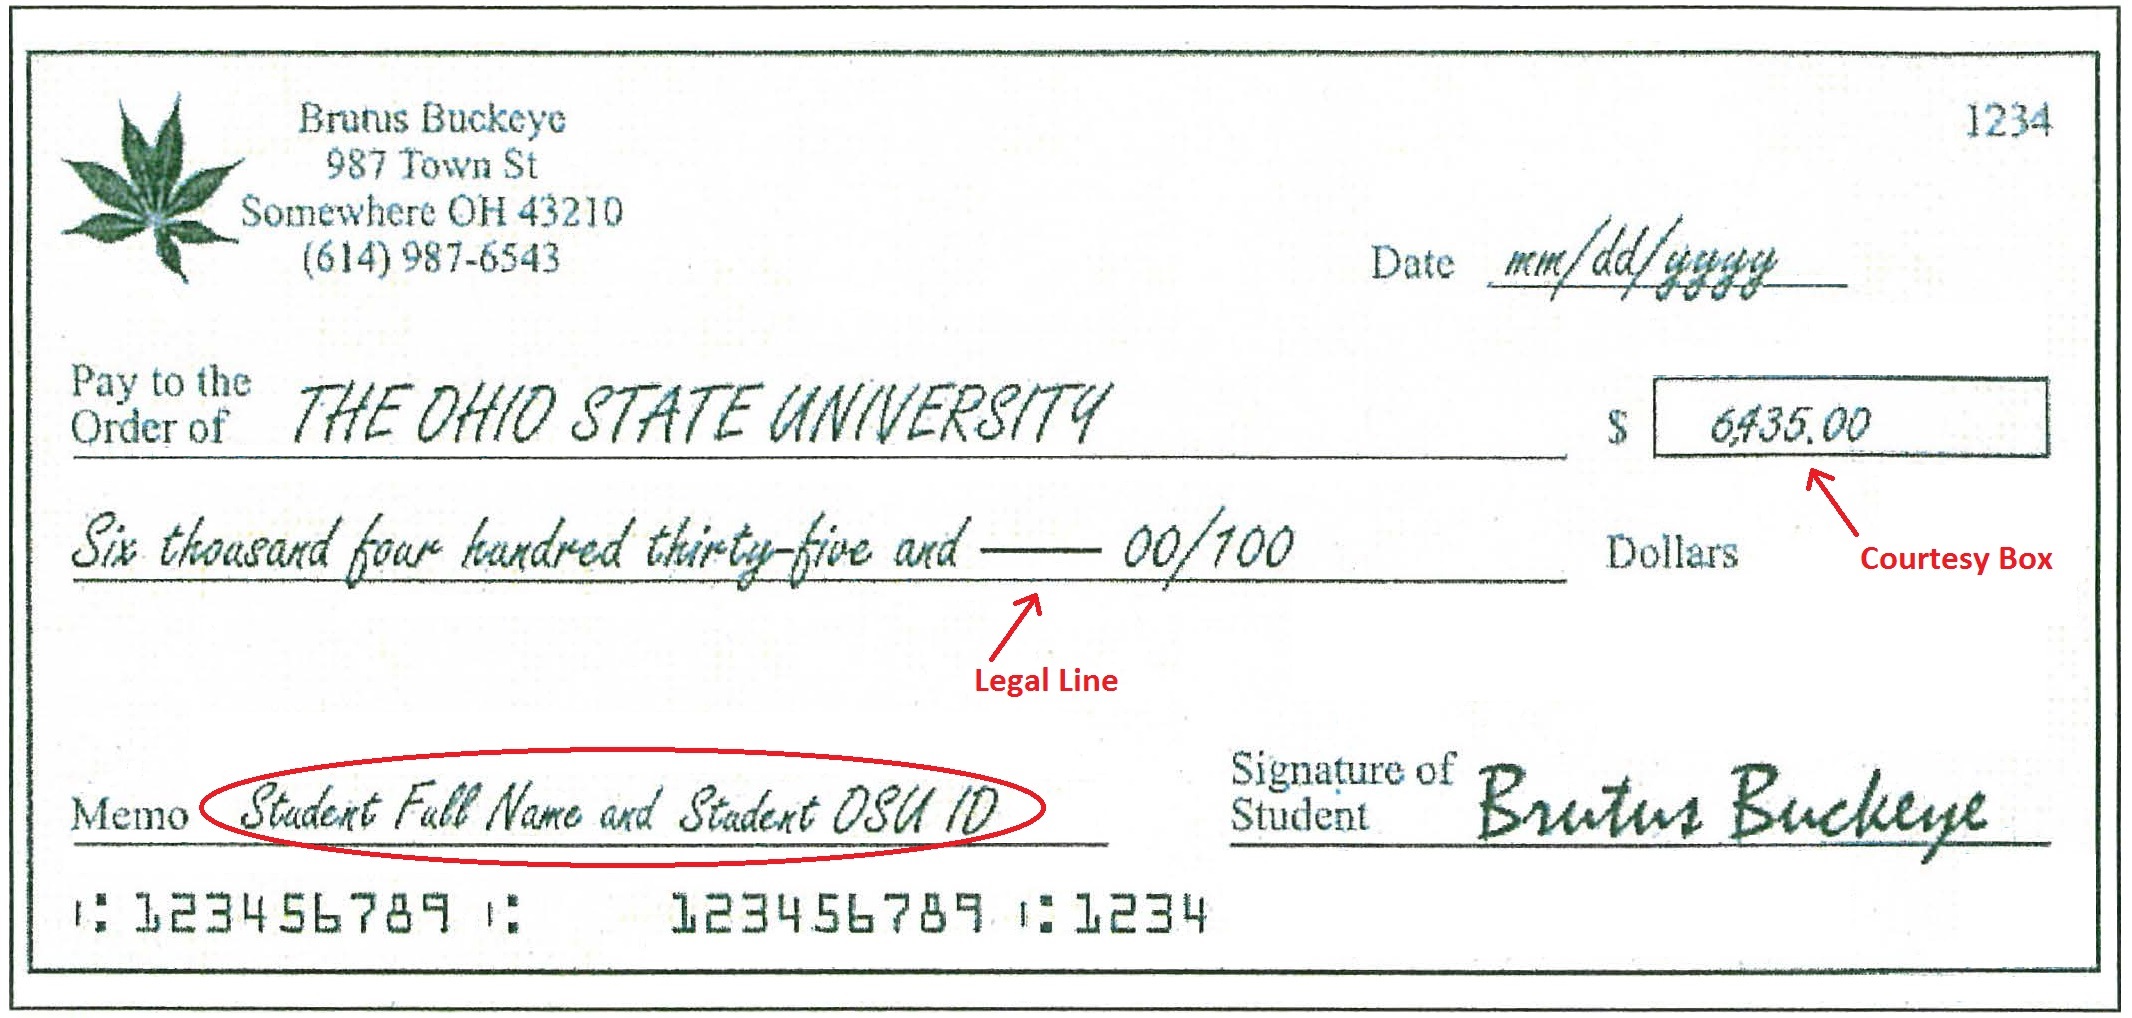 Brutus Buckeye
987 Town St
Somewhere OH 43210
(614) 987-6543
1234
Date mm/dd/yyyy
Pay to the
Order of THE OHIO STATE UNIVERSITY
$ 6,435.00
Six thousand four hundred thirty-five and —— 00/100 Dollars
Courtesy Box
Legal Line
Memo Student Full Name and Student OSU ID
Signature of
Student Brutus Buckeye
⑆ 123456789 ⑆ 123456789 ⑆ 1234